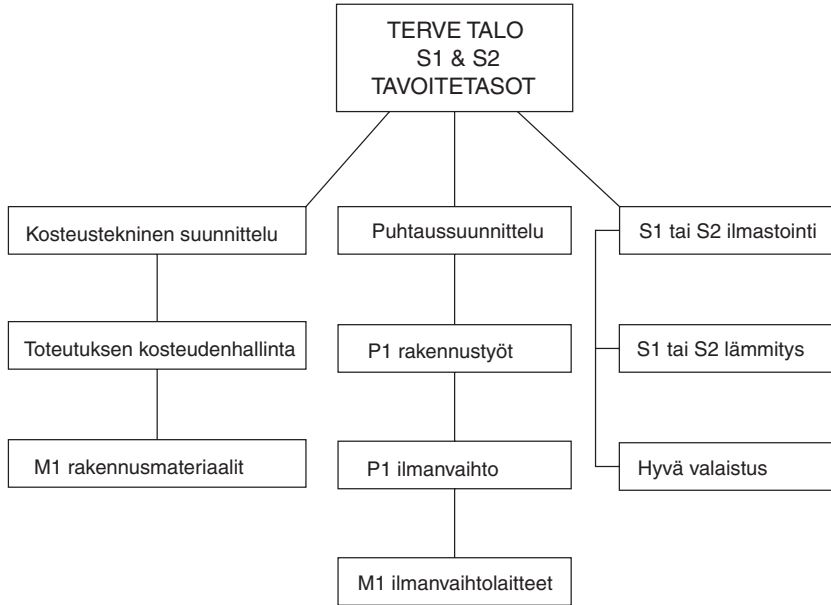 TERVE TALO
S1 & S2
TAVOITETASOT
Kosteustekninen suunnittelu
Toteutuksen kosteudenhallinta
M1 rakennusmateriaalit
Puhtaussuunnittelu
P1 rakennustyöt
P1 ilmanvaihto
M1 ilmanvaihtolaitteet
S1 tai S2 ilmastointi
S1 tai S2 lämmitys
Hyvä valaistus